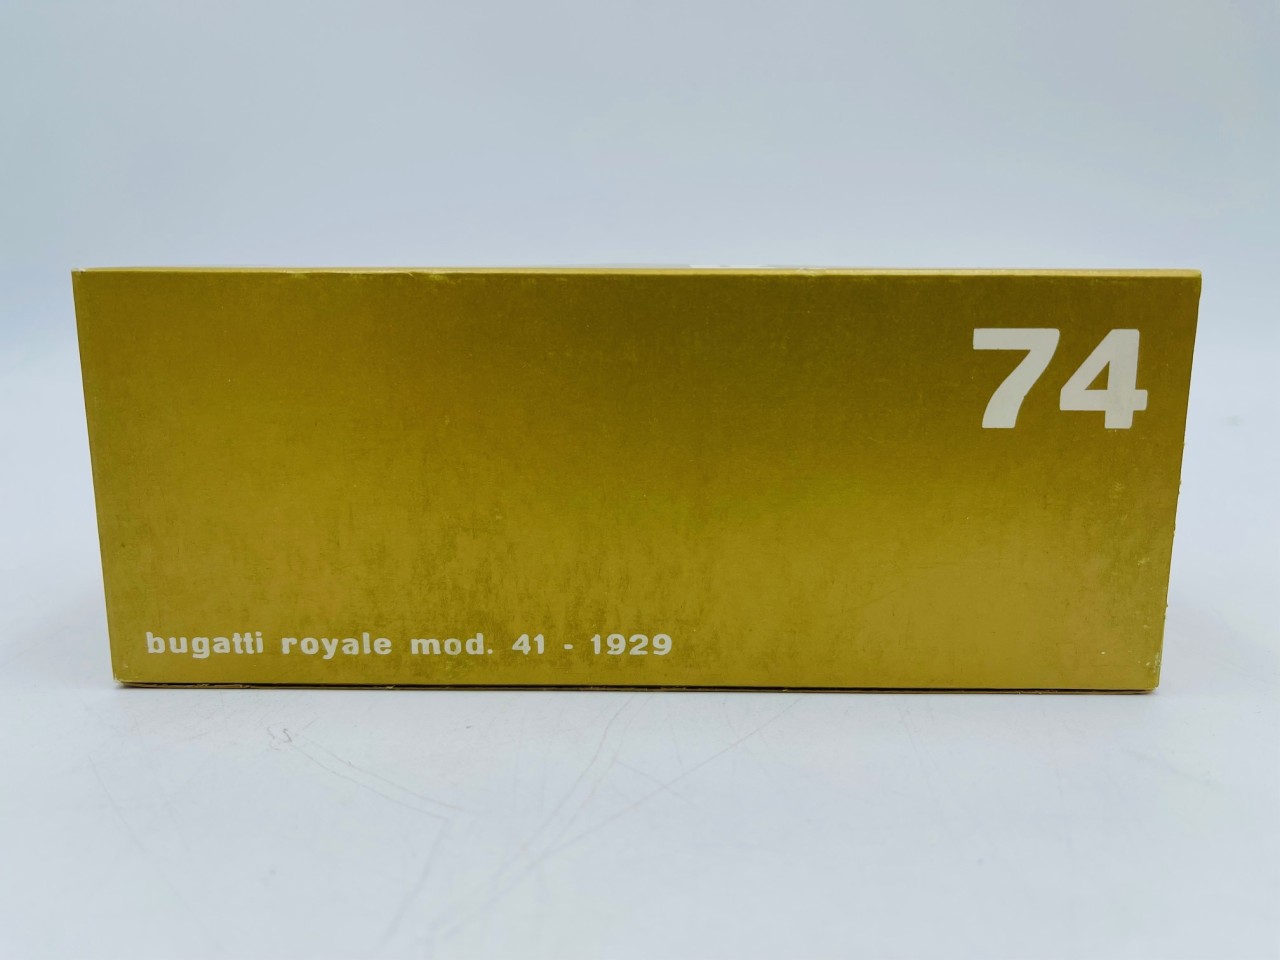 74
bugatti royale mod. 41 - 1929